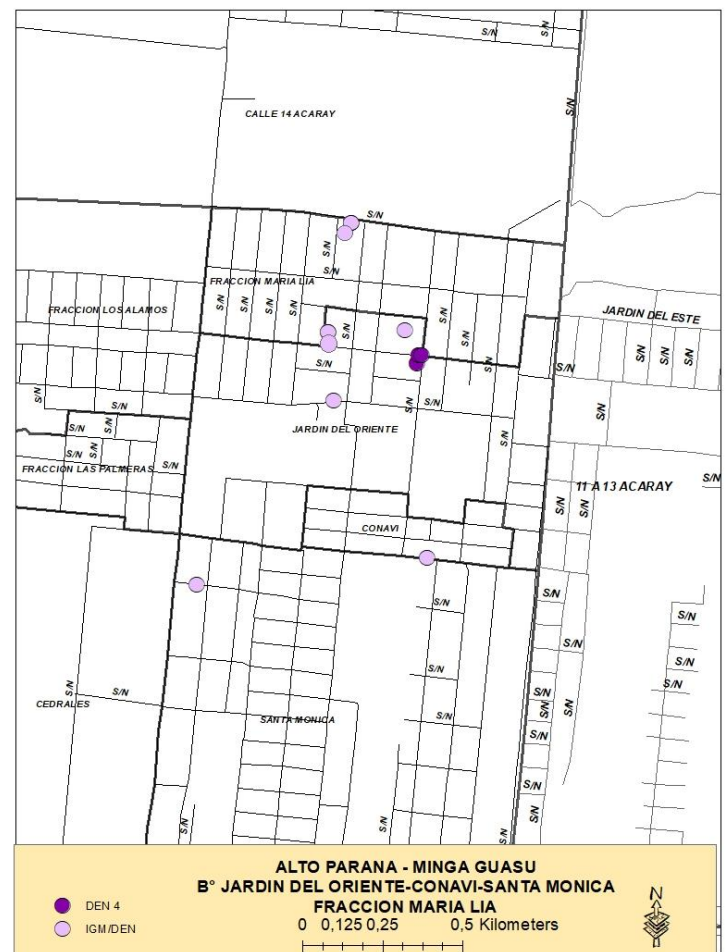 S/N
S/N
S/N
CALLE 14 ACARAY
S/N
S/N
S/N
FRACCION MARIA LIA
S/N
S/N
S/N
S/N
FRACCION LOS ALAMOS
S/N
S/N
S/N
JARDIN DEL ESTE
S/N
S/N
S/N
S/N
S/N
S/N
S/N
S/N
S/N
S/N
S/N
S/N
JARDIN DEL ORIENTE
S/N
S/N
S/N
S/N
S/N
FRACCION LAS PALMERAS
S/N
11 A 13 ACARAY
S/N
S/N
S/N
CONAVI
S/N
S/N
S/N
S/N
S/N
S/N
S/N
S/N
S/N
S/N
CEDRALES
S/N
S/N
S/N
SANTA MONICA
S/N
S/N
S/N
S/N
S/N
S/N
S/N
ALTO PARANA - MINGA GUASU
B° JARDIN DEL ORIENTE-CONAVI-SANTA MONICA
FRACCION MARIA LIA
DEN 4
IGM/DEN
0 0,125 0,25 0,5 Kilometers
N